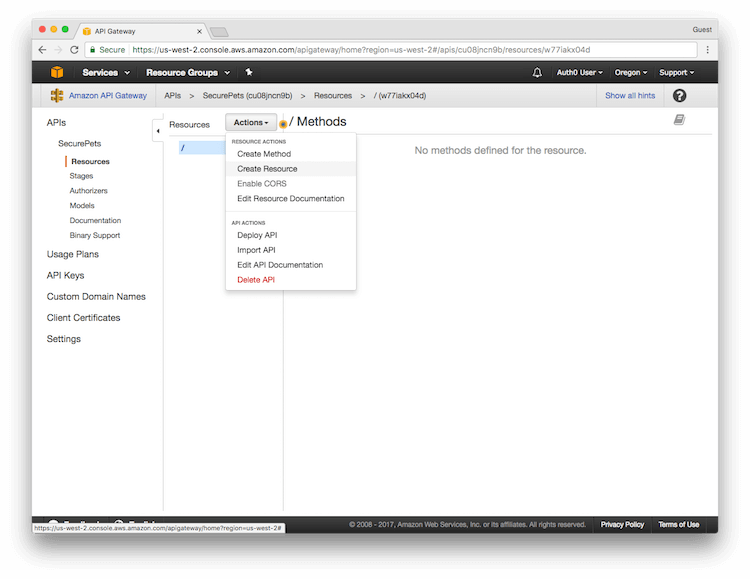 API Gateway
Guest
Secure https://us-west-2.console.aws.amazon.com/apigateway/home?region=us-west-2#/apis/cu08jncn9b/resources/w77iakx04d
Services Resource Groups Auth0 User Oregon Support
Amazon API Gateway APIs > SecurePets (cu08jncn9b) > Resources > / (w77iakx04d) Show all hints ?
APIs
SecurePets
Resources
Stages
Authorizers
Models
Documentation
Binary Support
Usage Plans
API Keys
Custom Domain Names
Client Certificates
Settings
Resources
/
Actions
RESOURCE ACTIONS
Create Method
Create Resource
Enable CORS
Edit Resource Documentation
API ACTIONS
Deploy API
Import API
Edit API Documentation
Delete API
/ Methods
No methods defined for the resource.
https://us-west-2.console.aws.amazon.com/apigateway/home?region=us-west-2#
© 2008 - 2017, Amazon Web Services, Inc. or its affiliates. All rights reserved. Privacy Policy Terms of Use